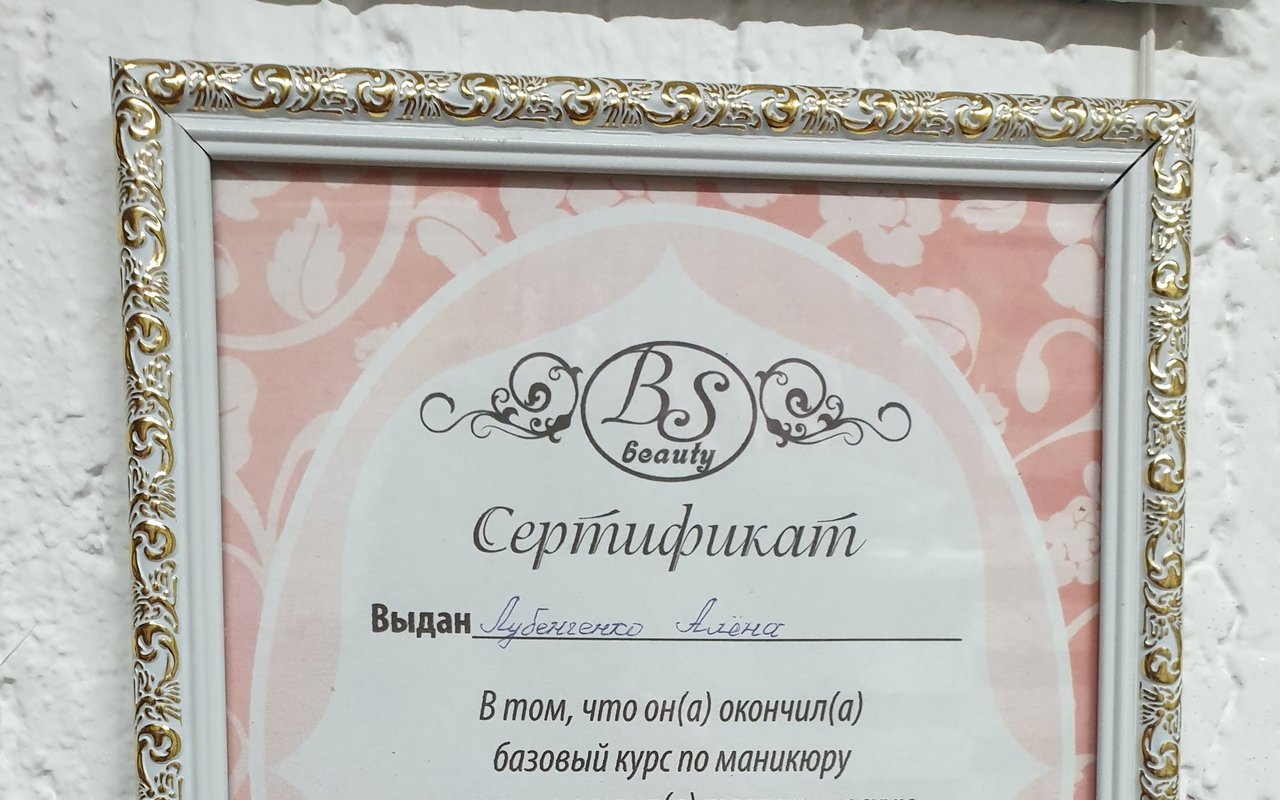 BS
beauty
Сертификат
Выдан Лубенченко Алёна
В том, что он(а) окончил(а)
базовый курс по маникюру